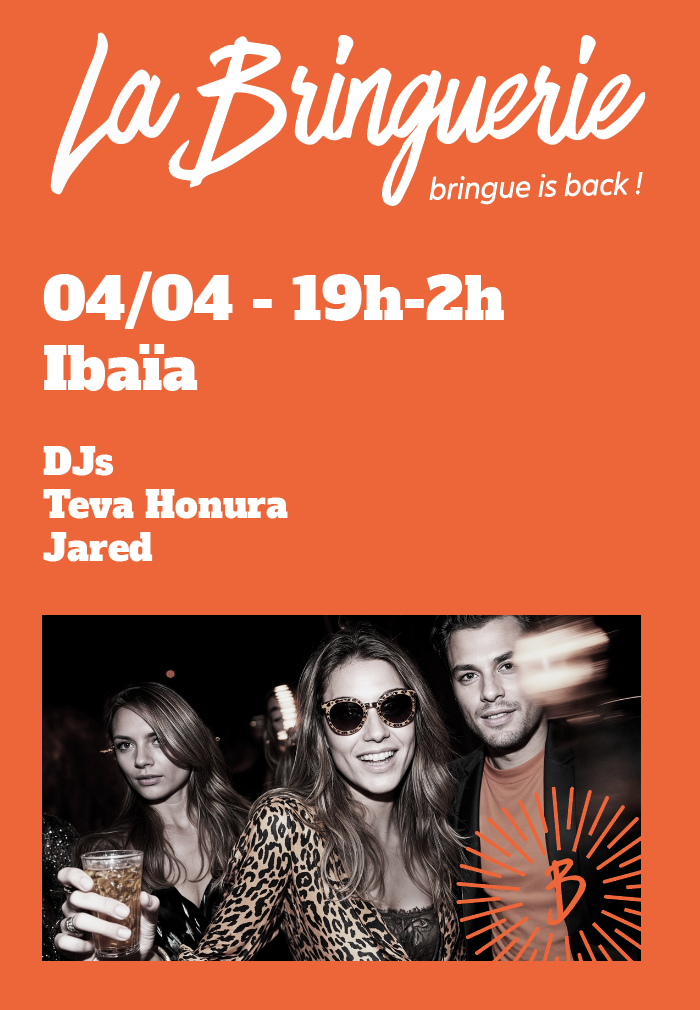 La Bringuerie
bringue is back !
04/04 - 19h-2h
Ibaïa
DJs
Teva Honura
Jared
B